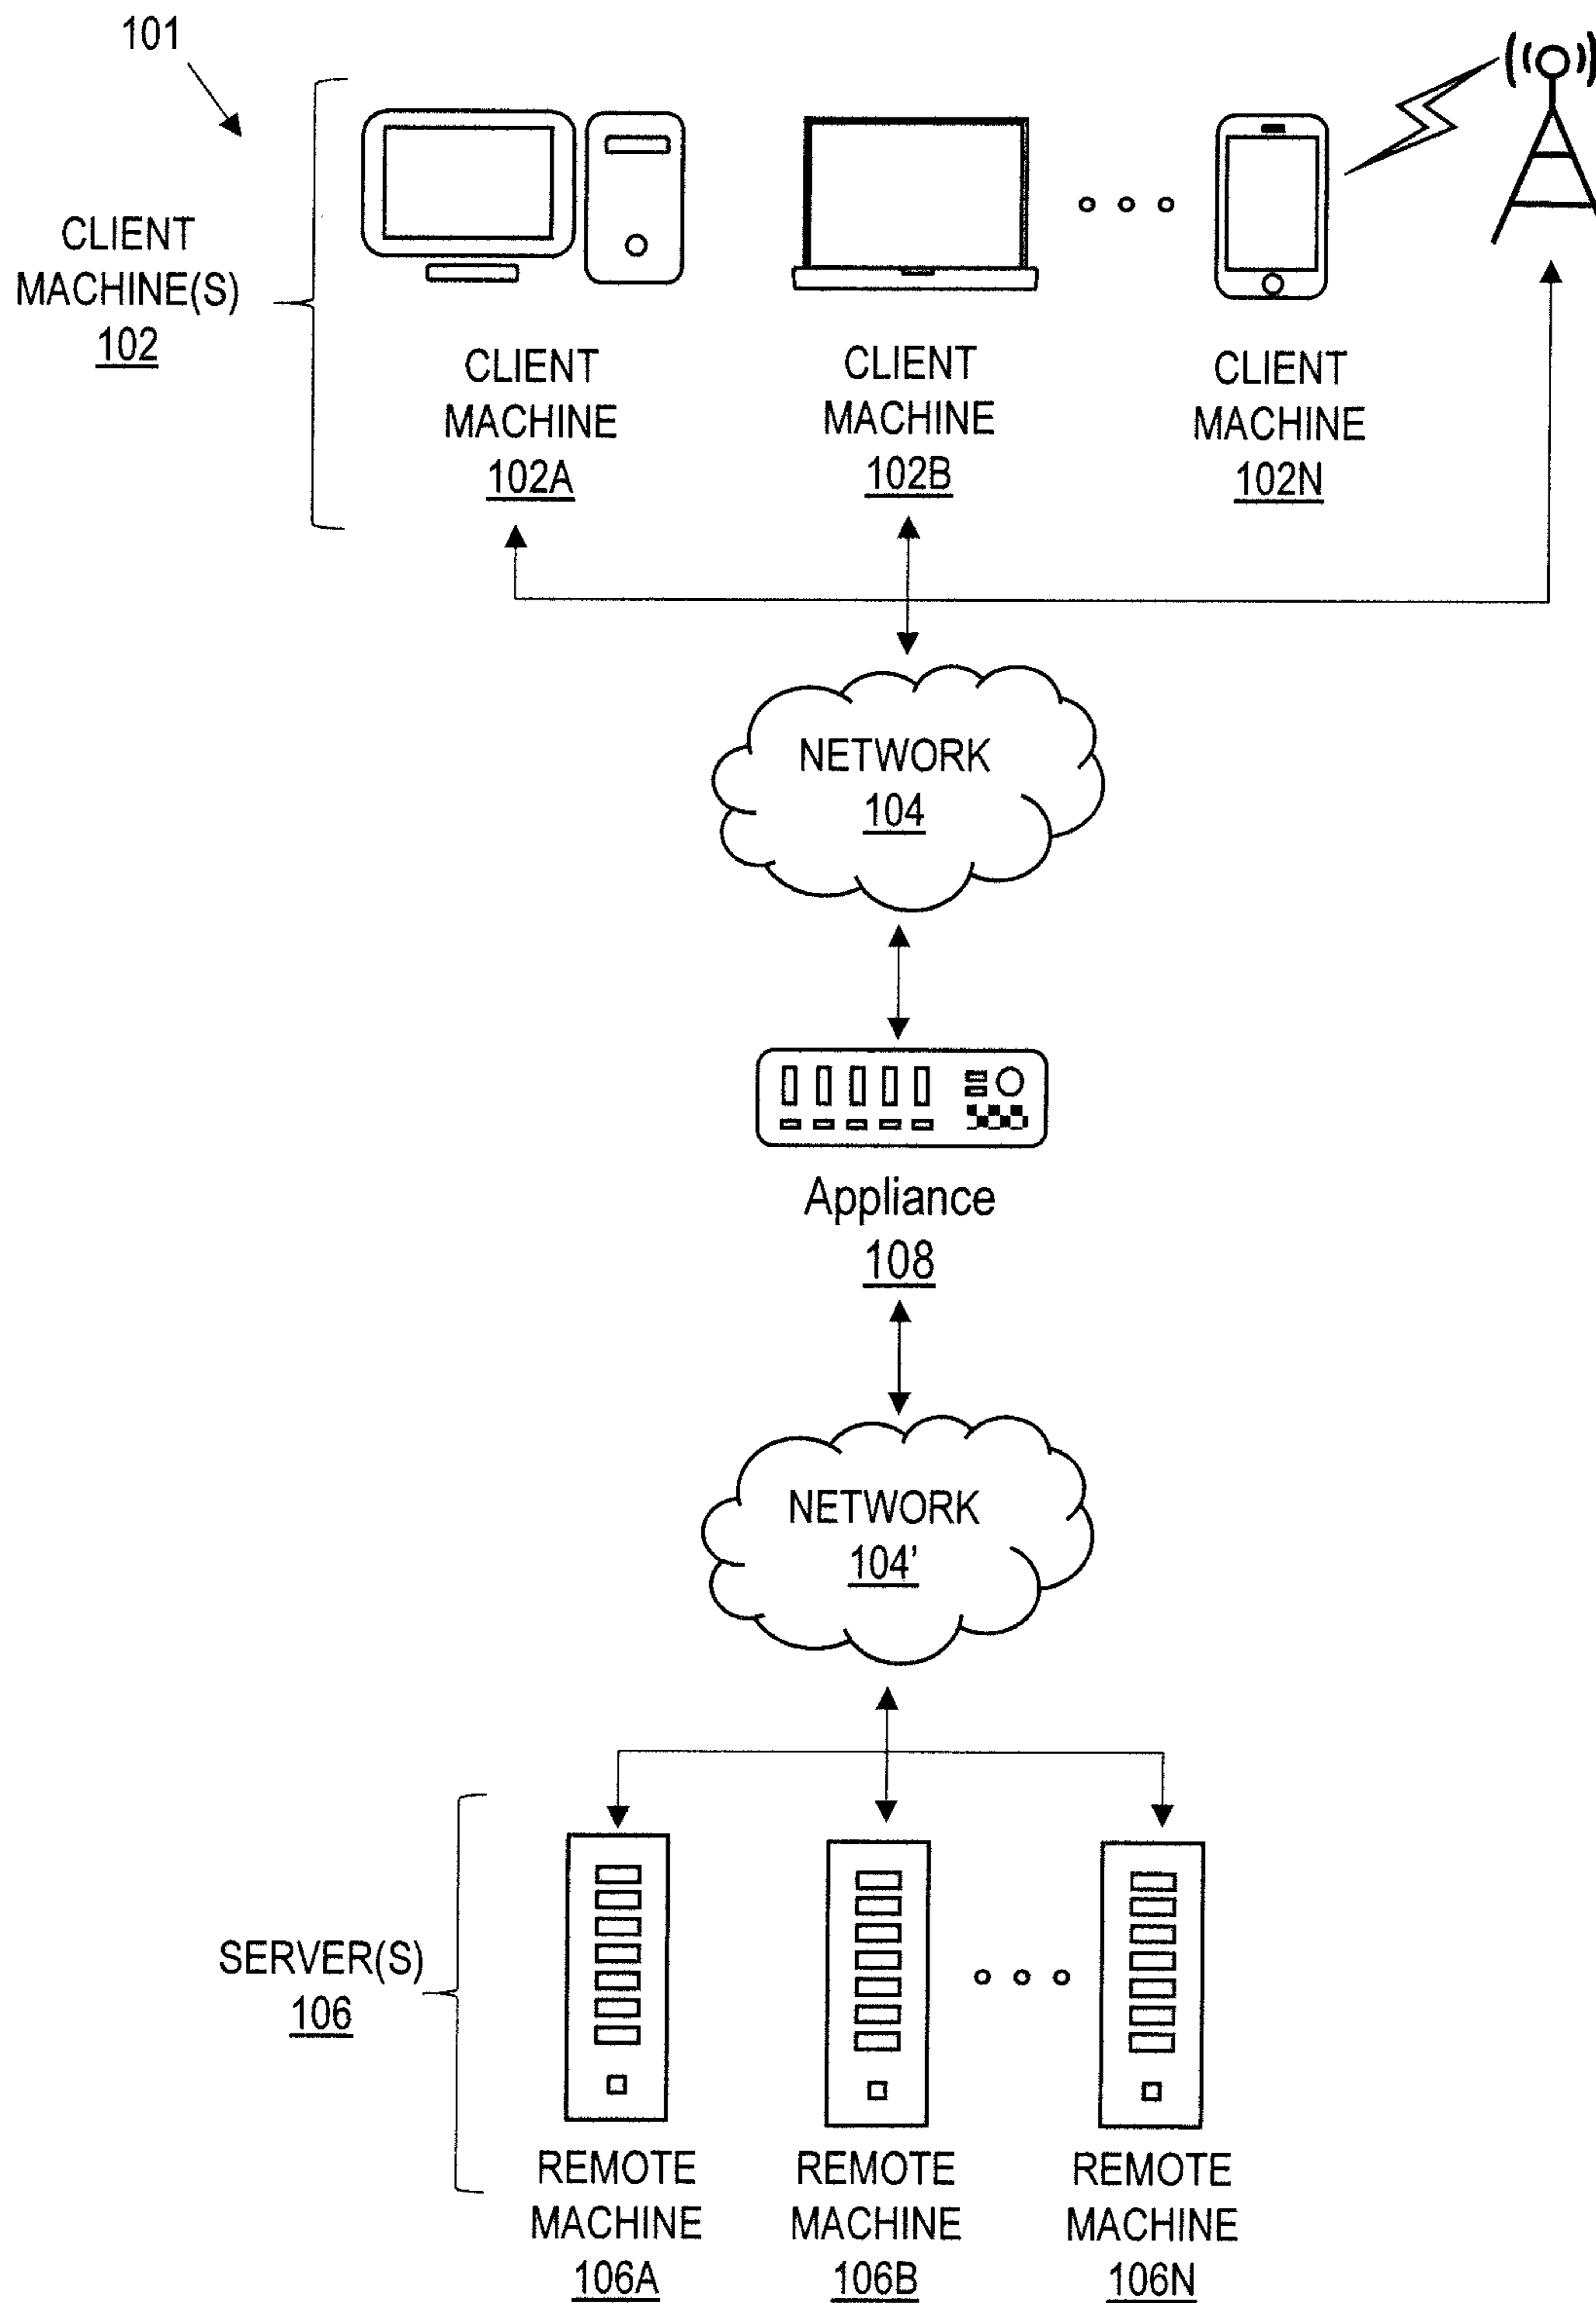 101
CLIENT
MACHINE(S)
102
CLIENT
MACHINE
102A
CLIENT
MACHINE
102B
CLIENT
MACHINE
102N
NETWORK
104
Appliance
108
NETWORK
104'
SERVER(S)
106
REMOTE
MACHINE
106A
REMOTE
MACHINE
106B
REMOTE
MACHINE
106N